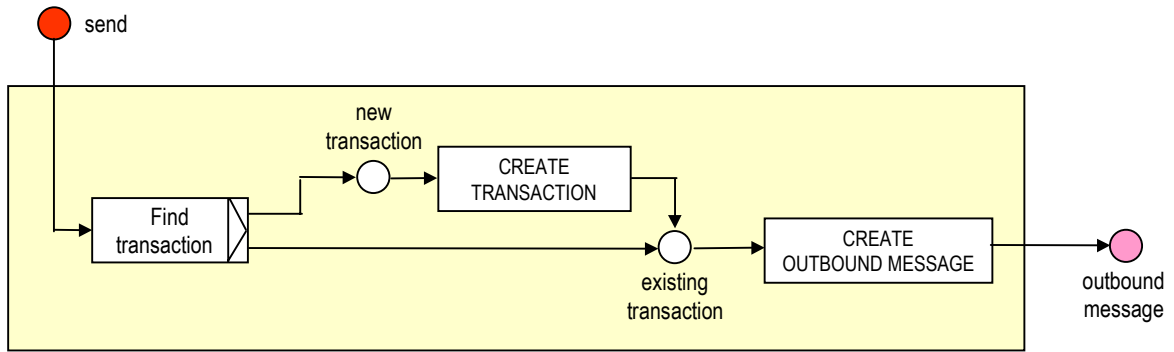 send
new
transaction
CREATE
TRANSACTION
Find
transaction
CREATE
OUTBOUND MESSAGE
existing
transaction
outbound
message